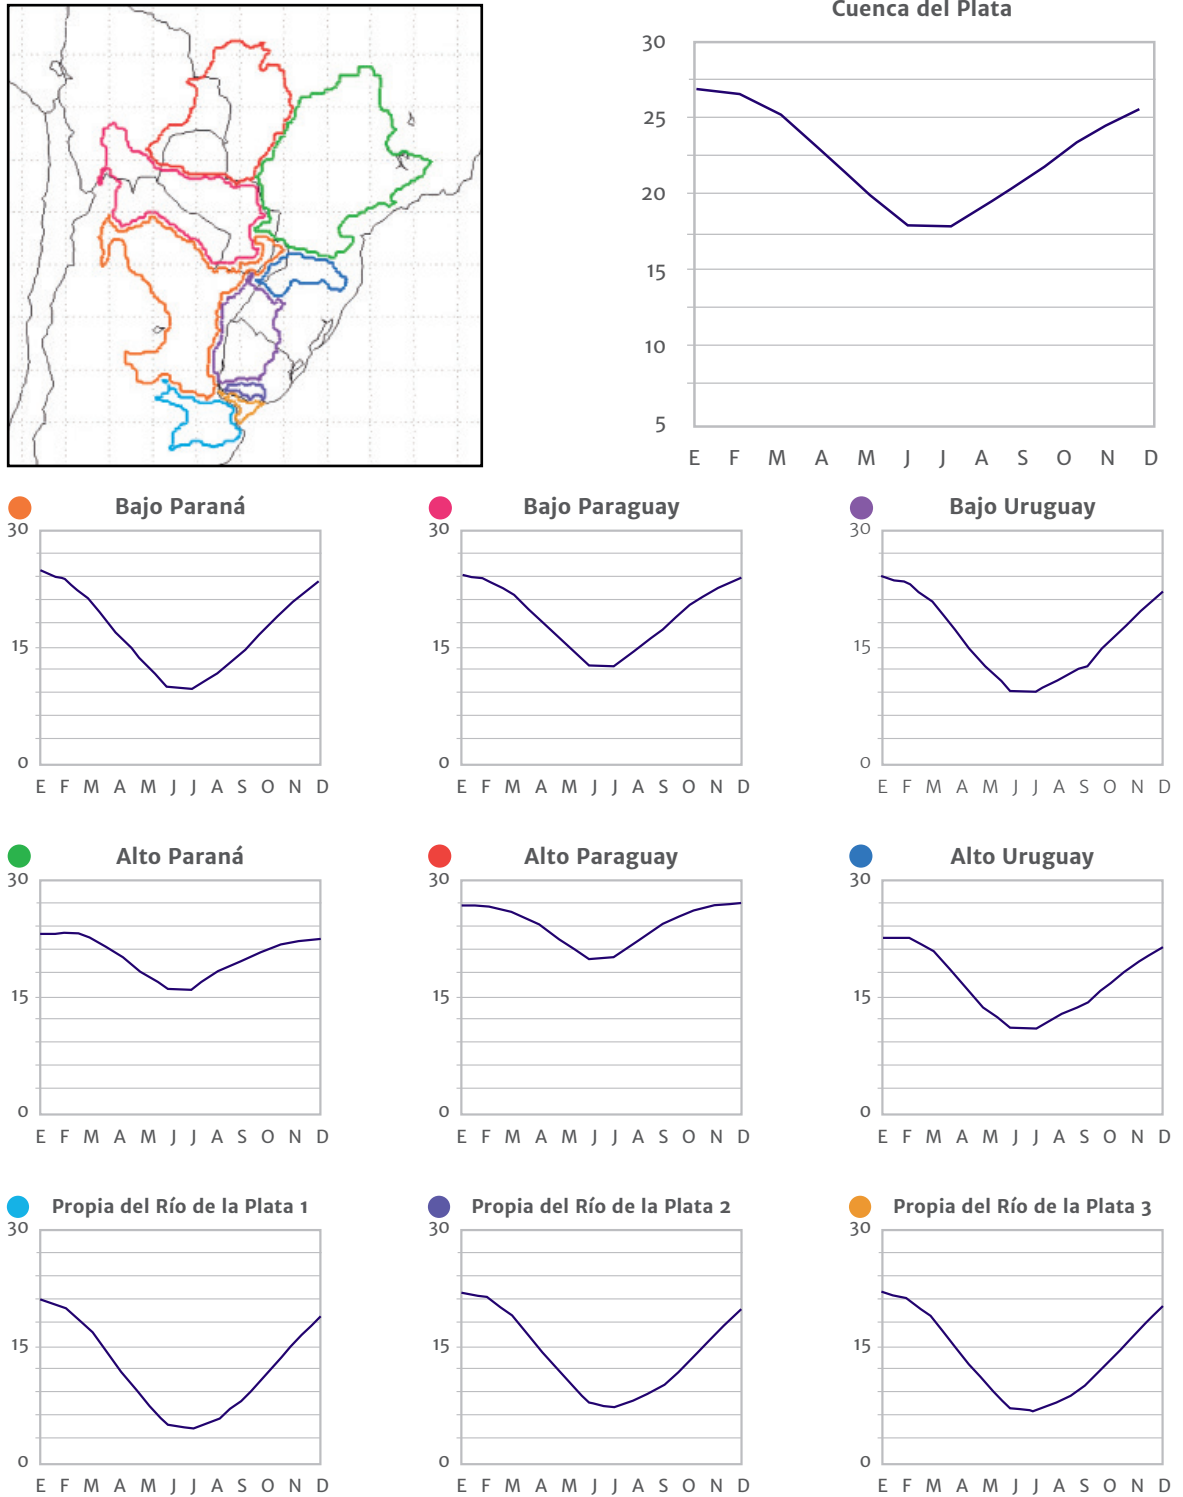 Cuenca del Plata
30
25
20
15
10
5
E F M A M J J A S O N D
Bajo Paraná
30
15
0
E F M A M J J A S O N D
Bajo Paraguay
30
15
0
E F M A M J J A S O N D
Bajo Uruguay
30
15
0
E F M A M J J A S O N D
Alto Paraná
30
15
0
E F M A M J J A S O N D
Alto Paraguay
30
15
0
E F M A M J J A S O N D
Alto Uruguay
30
15
0
E F M A M J J A S O N D
Propia del Río de la Plata 1
30
15
0
E F M A M J J A S O N D
Propia del Río de la Plata 2
30
15
0
E F M A M J J A S O N D
Propia del Río de la Plata 3
30
15
0
E F M A M J J A S O N D